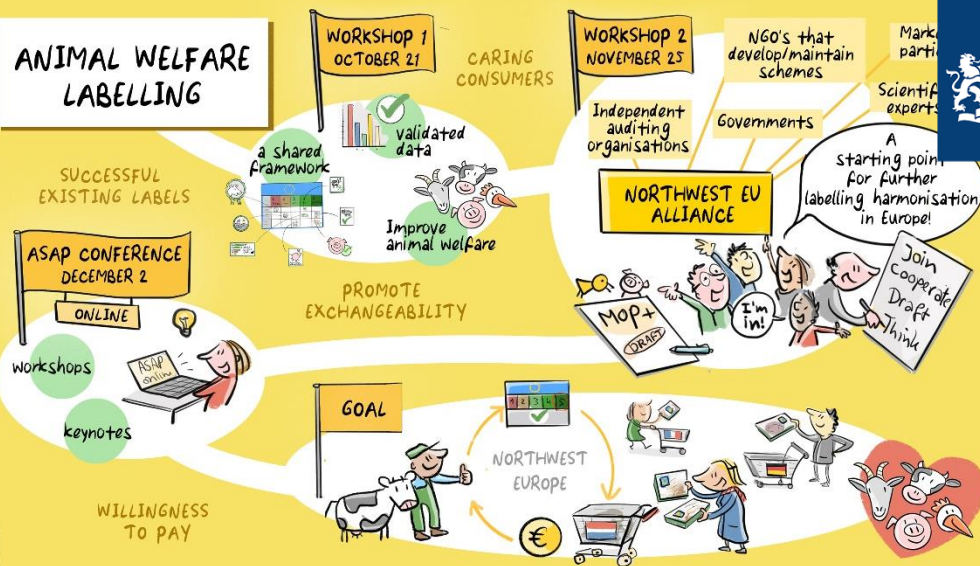 ANIMAL WELFARE
LABELLING
WORKSHOP 1
OCTOBER 21
CARING
CONSUMERS
validated
data
a shared
framework
Improve
animal welfare
SUCCESSFUL
EXISTING LABELS
PROMOTE
EXCHANGEABILITY
WORKSHOP 2
NOVEMBER 25
NGO's that
develop/maintain
schemes
Independent
auditing
organisations
Governments
NORTHWEST EU
ALLIANCE
A
starting point
for further
labelling harmonisation
in Europe!
I'm
in!
MOP+
DRAFT
Join
Cooperate
Draft
Think
ASAP CONFERENCE
DECEMBER 2
ONLINE
workshops
ASAP
online
keynotes
GOAL
1 2 3 4 5
NORTHWEST
EUROPE
€
WILLINGNESS
TO PAY